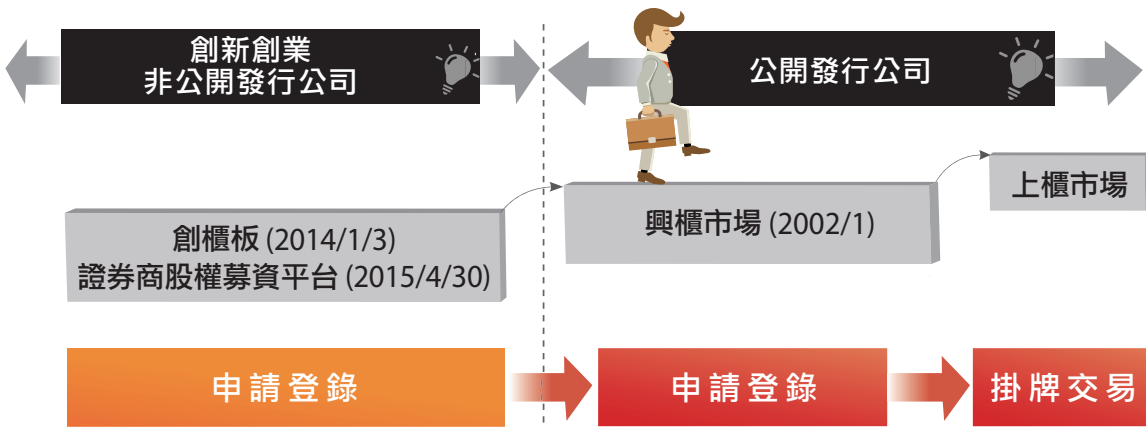 創新創業
非公開發行公司
公開發行公司
上櫃市場
興櫃市場 (2002/1)
創櫃板 (2014/1/3)
證券商股權募資平台 (2015/4/30)
申請登錄
申請登錄
掛牌交易